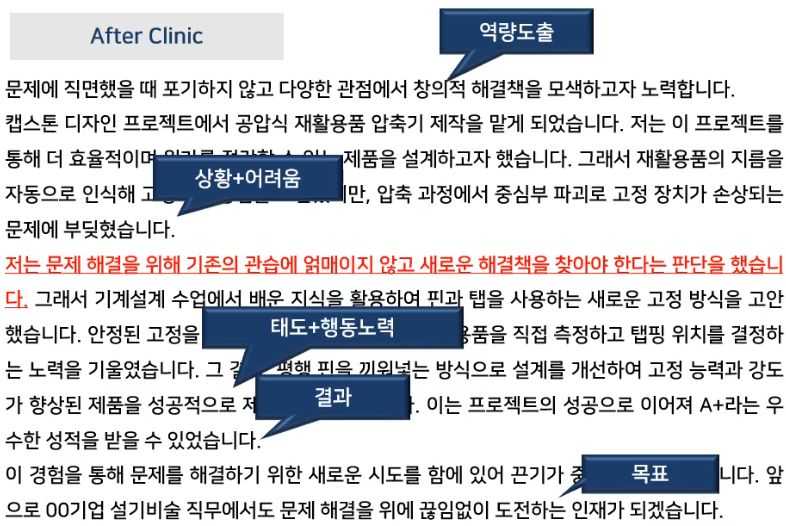 After Clinic
역량도출
문제에 직면했을 때 포기하지 않고 다양한 관점에서 창의적 해결책을 모색하고자 노력합니다.
캡스톤 디자인 프로젝트에서 공압식 재활용품 압축기 제작을 맡게 되었습니다. 저는 이 프로젝트를
통해 더 효율적이며 제품을 설계하고자 했습니다. 그래서 재활용품의 지름을
상황+어려움
자동으로 인식해 압축 과정에서 중심부 파괴로 고정 장치가 손상되는
문제에 부딪혔습니다.
저는 문제 해결을 위해 기존의 관습에 얽매이지 않고 새로운 해결책을 찾아야 한다는 판단을 했습니
다. 그래서 기계설계 수업에서 배운 지식을 활용하여 핀과 탭을 사용하는 새로운 고정 방식을 고안
태도+행동노력
했습니다. 안정된 고정을 직접 측정하고 탭핑 위치를 결정하
는 노력을 기울였습니다. 그 평행 핀을 끼워넣는 방식으로 설계를 개선하여 고정 능력과 강도
결과
가 향상된 제품을 성공적으로 이는 프로젝트의 성공으로 이어져 A+라는 우
수한 성적을 받을 수 있었습니다.
목표
이 경험을 통해 문제를 해결하기 위한 새로운 시도를 함에 있어 끈기가 니다. 앞
으로 00기업 설기비술 직무에서도 문제 해결을 위에 끊임없이 도전하는 인재가 되겠습니다.